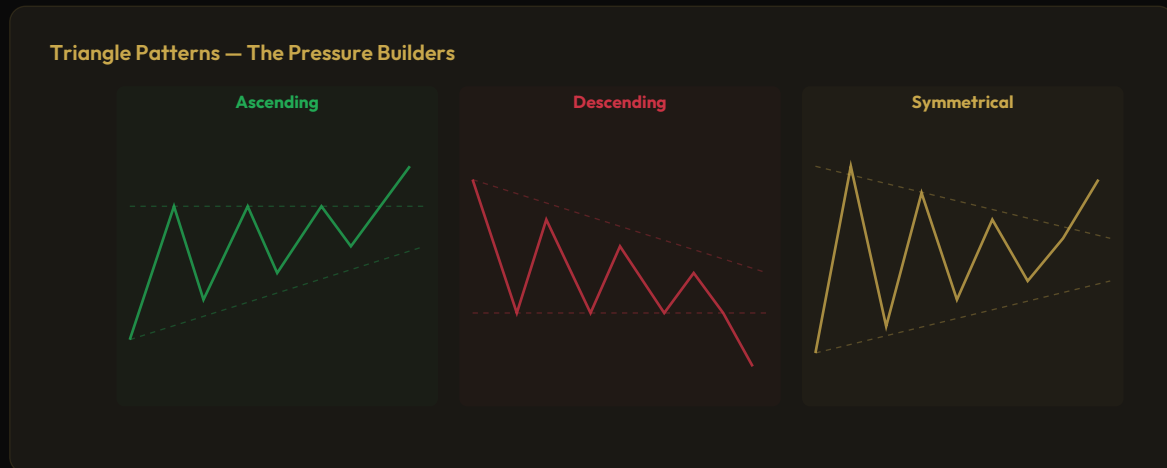 Triangle Patterns — The Pressure Builders
Ascending
Descending
Symmetrical